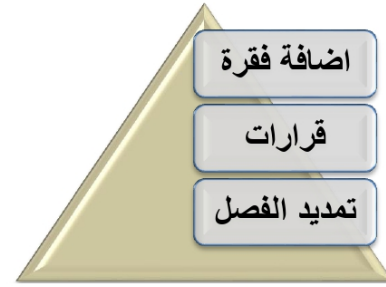 اضافة فقرة
قرارات
تمديد الفصل